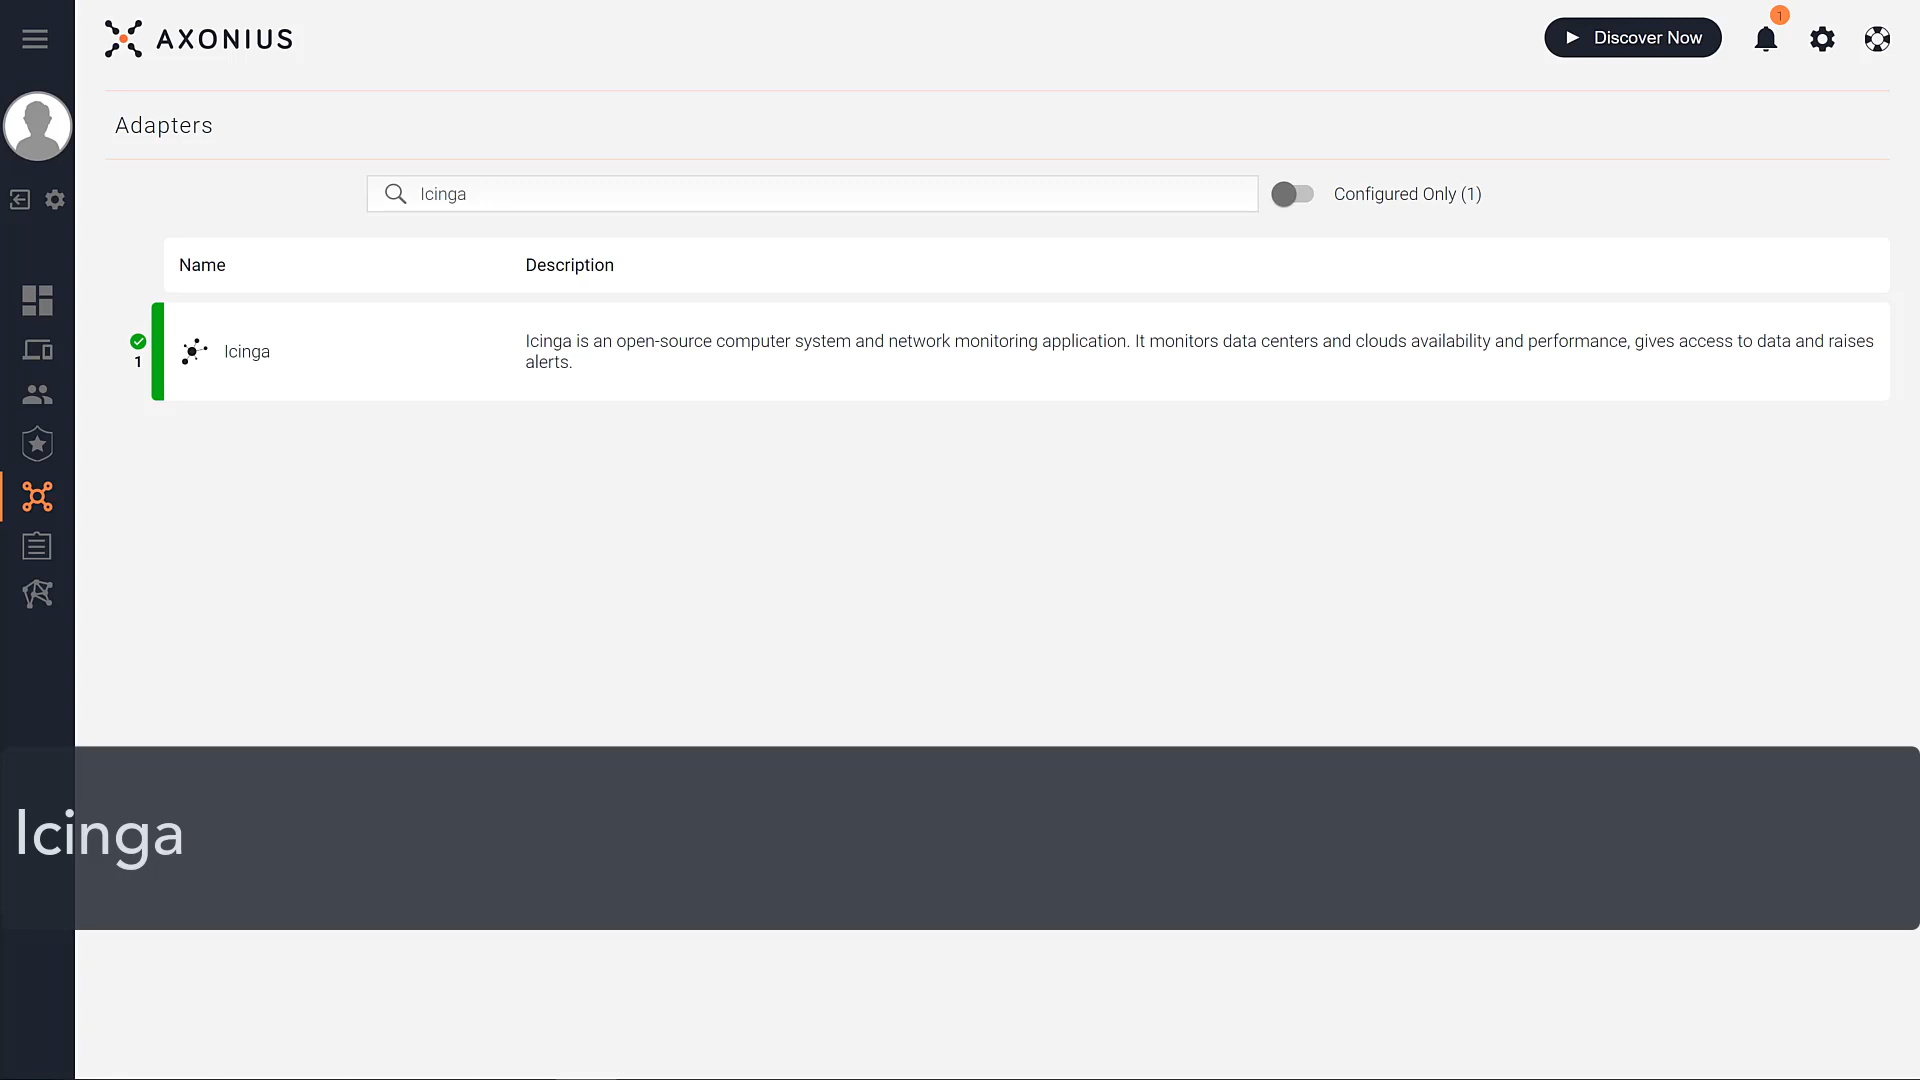 AXONIUS
Discover Now
1
Adapters
Icinga
Configured Only (1)
Name
Description
1
Icinga
Icinga is an open-source computer system and network monitoring application. It monitors data centers and clouds availability and performance, gives access to data and raises
alerts.
Icinga